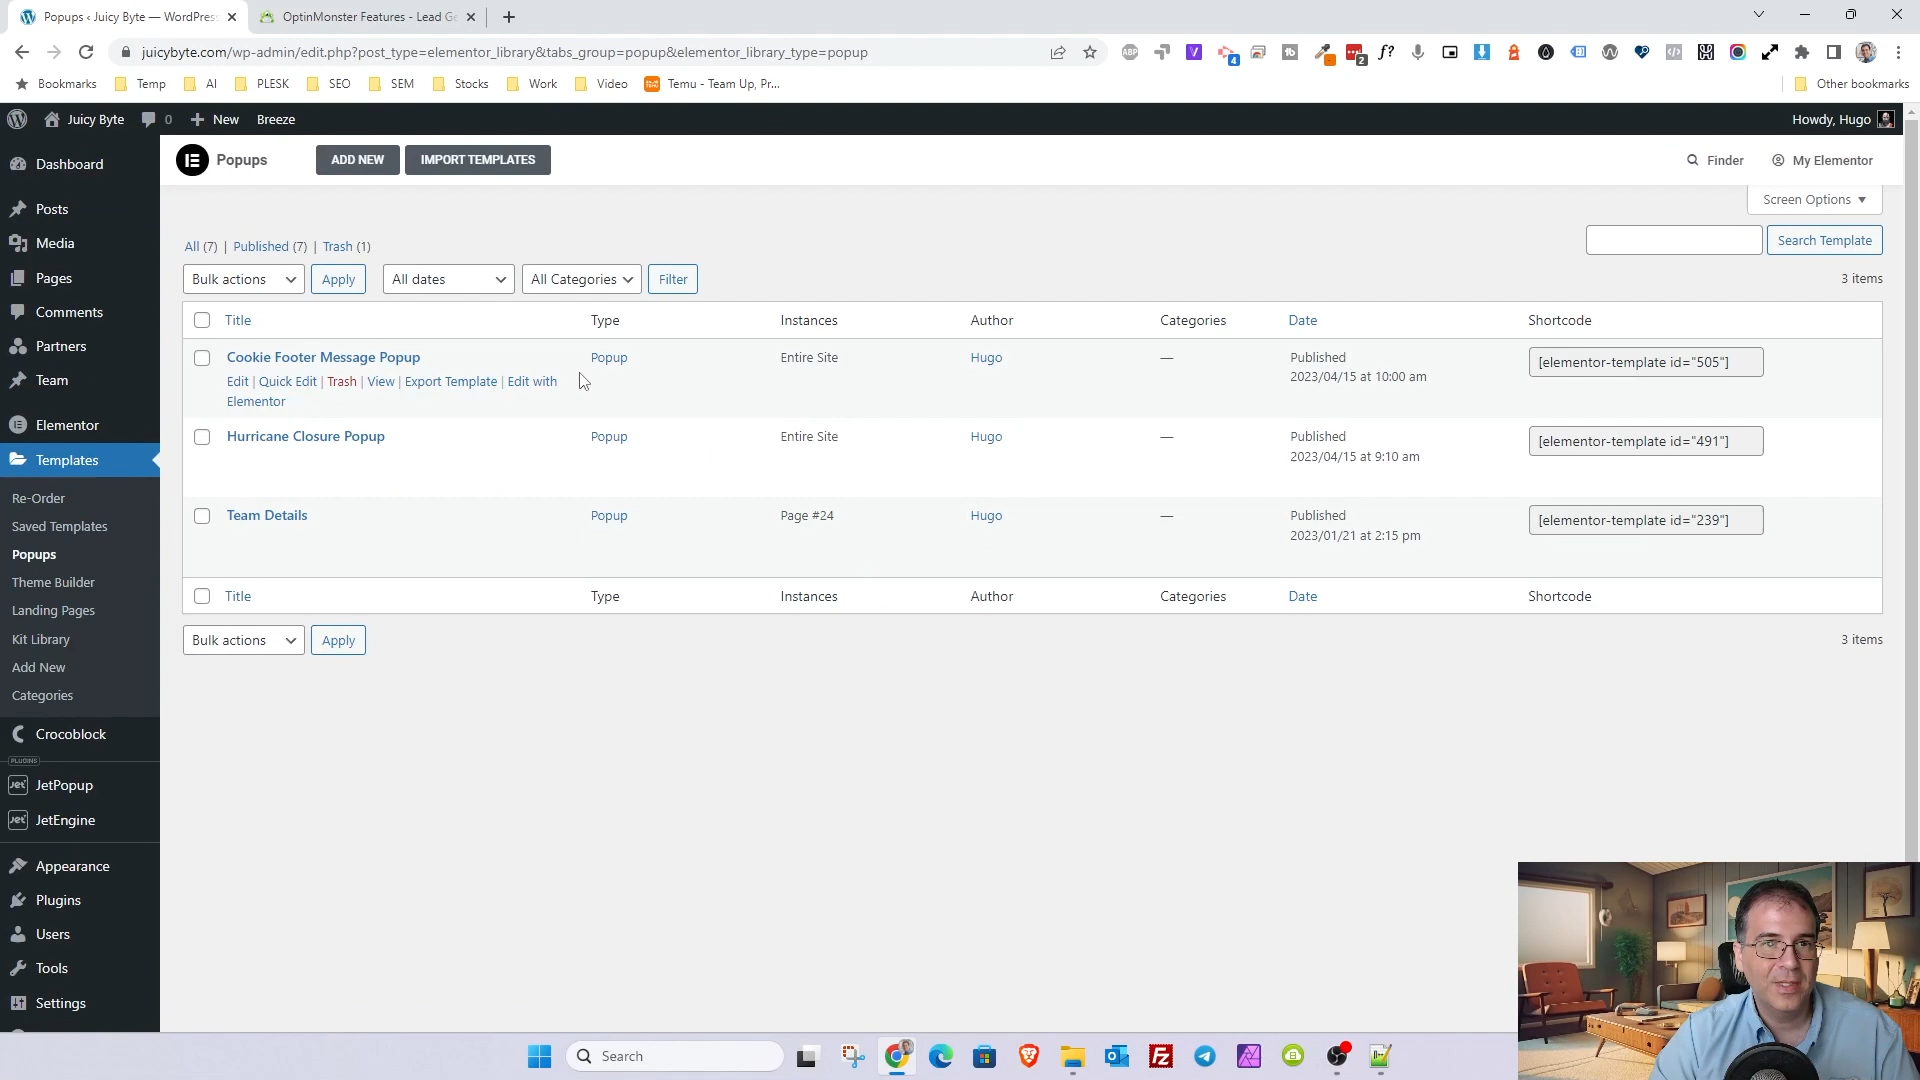 Popups ‹ Juicy Byte — WordPress
OptinMonster Features - Lead Ge
juicybyte.com/wp-admin/edit.php?post_type=elementor_library&tabs_group=popup&elementor_library_type=popup
Bookmarks Temp AI PLESK SEO SEM Stocks Work Video Temu - Team Up, Pr... Other bookmarks
Juicy Byte 0 New Breeze Howdy, Hugo
Popups ADD NEW IMPORT TEMPLATES Finder My Elementor
Screen Options
All (7) | Published (7) | Trash (1)
Search Template
Bulk actions Apply All dates All Categories Filter 3 items
Title Type Instances Author Categories Date Shortcode
Cookie Footer Message Popup Popup Entire Site Hugo — Published [elementor-template id="505"]
2023/04/15 at 10:00 am
Edit | Quick Edit | Trash | View | Export Template | Edit with
Elementor
Hurricane Closure Popup Popup Entire Site Hugo — Published [elementor-template id="491"]
2023/04/15 at 9:10 am
Team Details Popup Page #24 Hugo — Published [elementor-template id="239"]
2023/01/21 at 2:15 pm
Title Type Instances Author Categories Date Shortcode
Bulk actions Apply 3 items
Dashboard
Posts
Media
Pages
Comments
Partners
Team
Elementor
Templates
Re-Order
Saved Templates
Popups
Theme Builder
Landing Pages
Kit Library
Add New
Categories
Crocoblock
PLUGINS
JetPopup
JetEngine
Appearance
Plugins
Users
Tools
Settings
Search